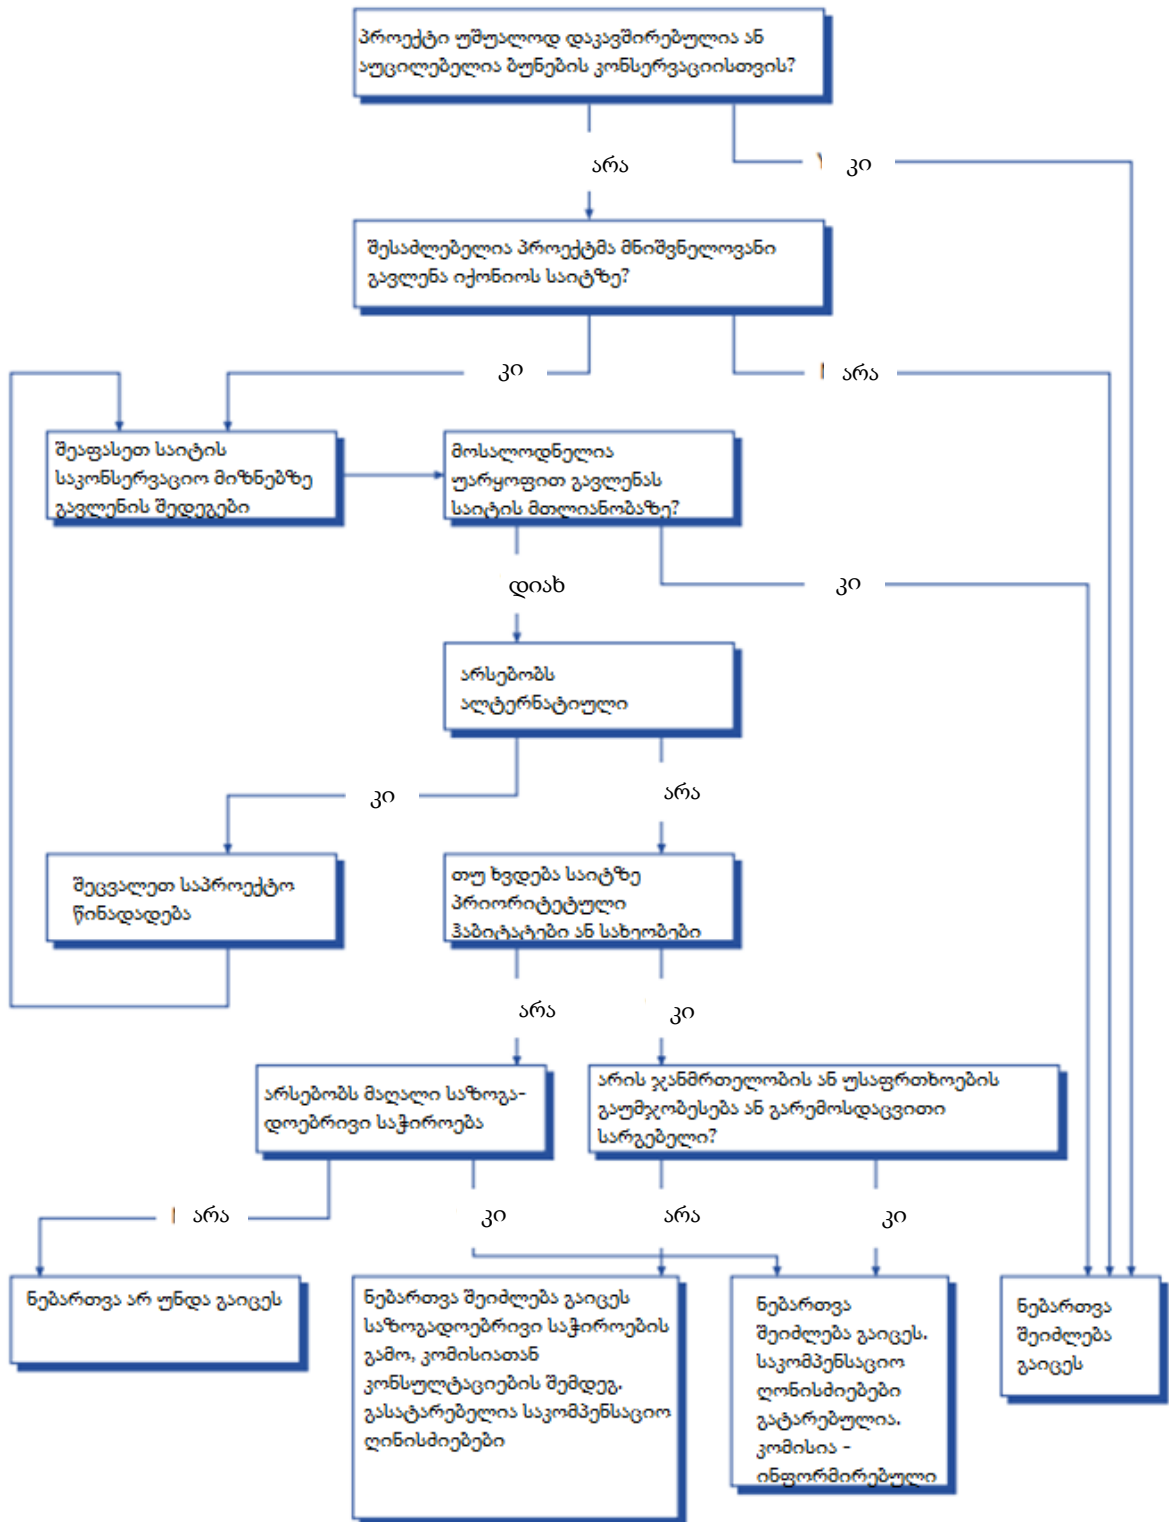 პროექტი უშუალოდ დაკავშირებულია ან
აუცილებელია ბუნების კონსერვაციისთვის?
არა
კი
შესაძლებელია პროექტმა მნიშვნელოვანი
გავლენა იქონიოს საიტზე?
კი
არა
შეაფასეთ საიტის
საკონსერვაციო მიზნებზე
გავლენის შედეგები
მოსალოდნელია
უარყოფით გავლენას
საიტის მთლიანობაზე?
დიახ
კი
არსებობს
ალტერნატიული
კი
არა
შეცვალეთ საპროექტო
წინადადება
თუ ხვდება საიტზე
პრიორიტეტული
ჰაბიტატები ან სახეობები
არა
კი
არსებობს მაღალი საზოგა-
დოებრივი საჭიროება
არის ჯანმრთელობის ან უსაფრთხოების
გაუმჯობესება ან გარემოსდაცვითი
სარგებელი?
არა
კი
არა
კი
ნებართვა არ უნდა გაიცეს
ნებართვა შეიძლება გაიცეს
საზოგადოებრივი საჭიროების
გამო, კომისიათან
კონსულტაციების შემდეგ.
გასატარებელია საკომპენსაციო
ღინისძიებები
ნებართვა
შეიძლება გაიცეს.
საკომპენსაციო
ღონისძიებები
გატარებულია.
კომისია -
ინფორმირებული
ნებართვა
შეიძლება
გაიცეს